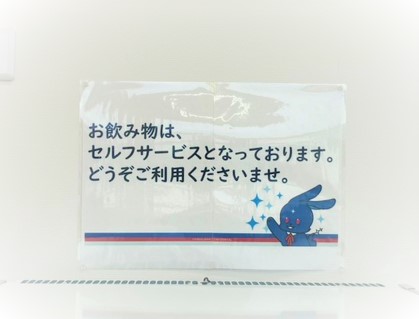 お飲み物は、
セルフサービスとなっております。
どうぞご利用くださいませ。